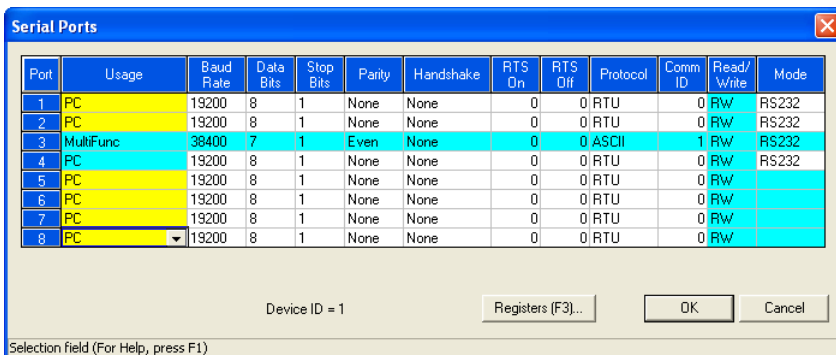 Serial Ports
Port Usage Baud Rate Data Bits Stop Bits Parity Handshake RTS On RTS Off Protocol Comm ID Read/ Write Mode
1 PC 19200 8 1 None None 0 0 RTU 0 RW RS232
2 PC 19200 8 1 None None 0 0 RTU 0 RW RS232
3 MultiFunc 38400 7 1 Even None 0 0 ASCII 1 RW RS232
4 PC 19200 8 1 None None 0 0 RTU 0 RW RS232
5 PC 19200 8 1 None None 0 0 RTU 0 RW
6 PC 19200 8 1 None None 0 0 RTU 0 RW
7 PC 19200 8 1 None None 0 0 RTU 0 RW
8 PC 19200 8 1 None None 0 0 RTU 0 RW
Device ID = 1 Registers (F3)... OK Cancel
Selection field (For Help, press F1)